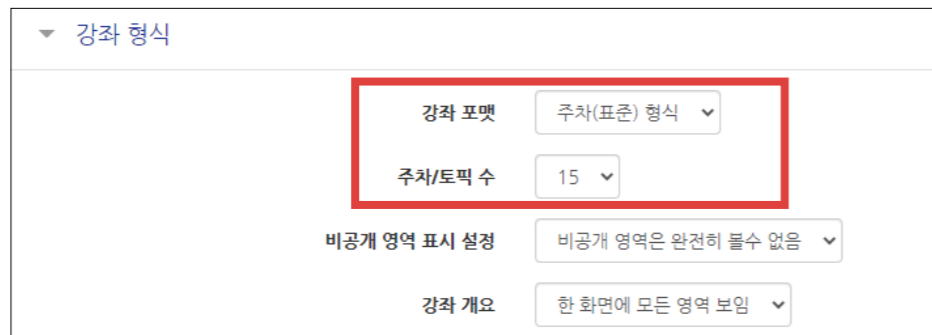 강좌 형식
강좌 포맷 주차(표준) 형식
주차/토픽 수 15
비공개 영역 표시 설정 비공개 영역은 완전히 볼수 없음
강좌 개요 한 화면에 모든 영역 보임